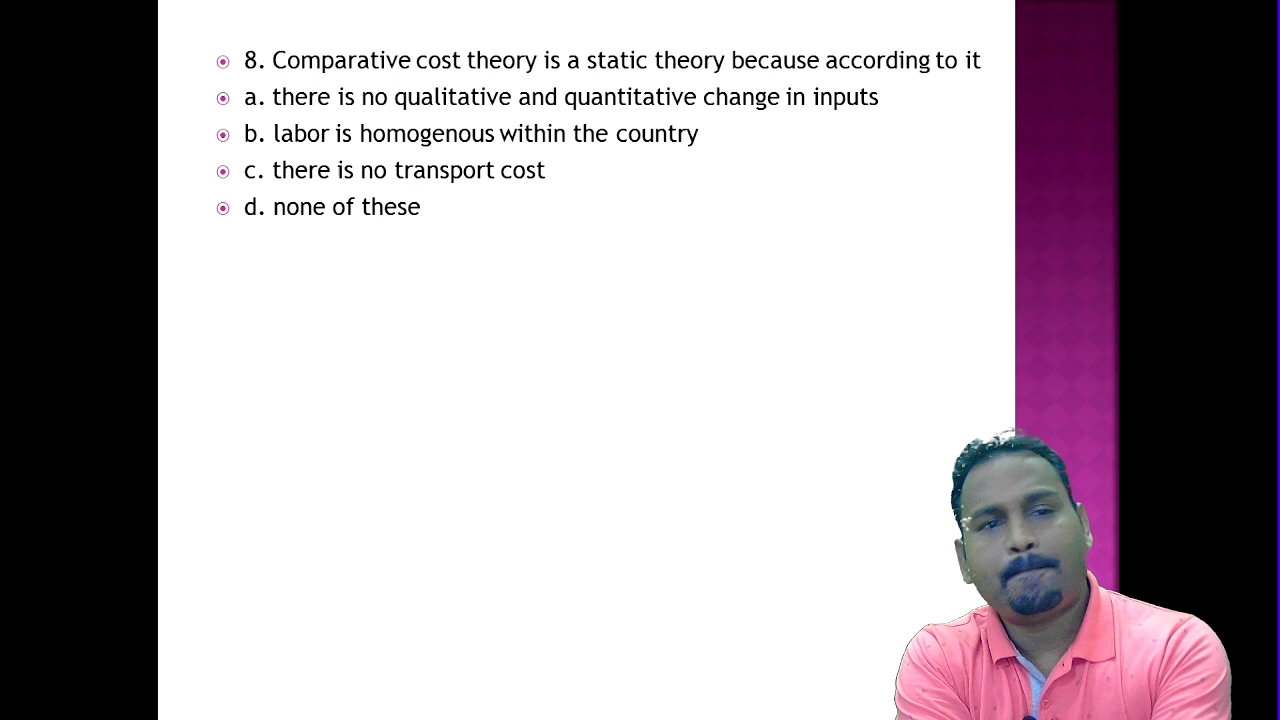 8. Comparative cost theory is a static theory because according to it
a. there is no qualitative and quantitative change in inputs
b. labor is homogenous within the country
c. there is no transport cost
d. none of these